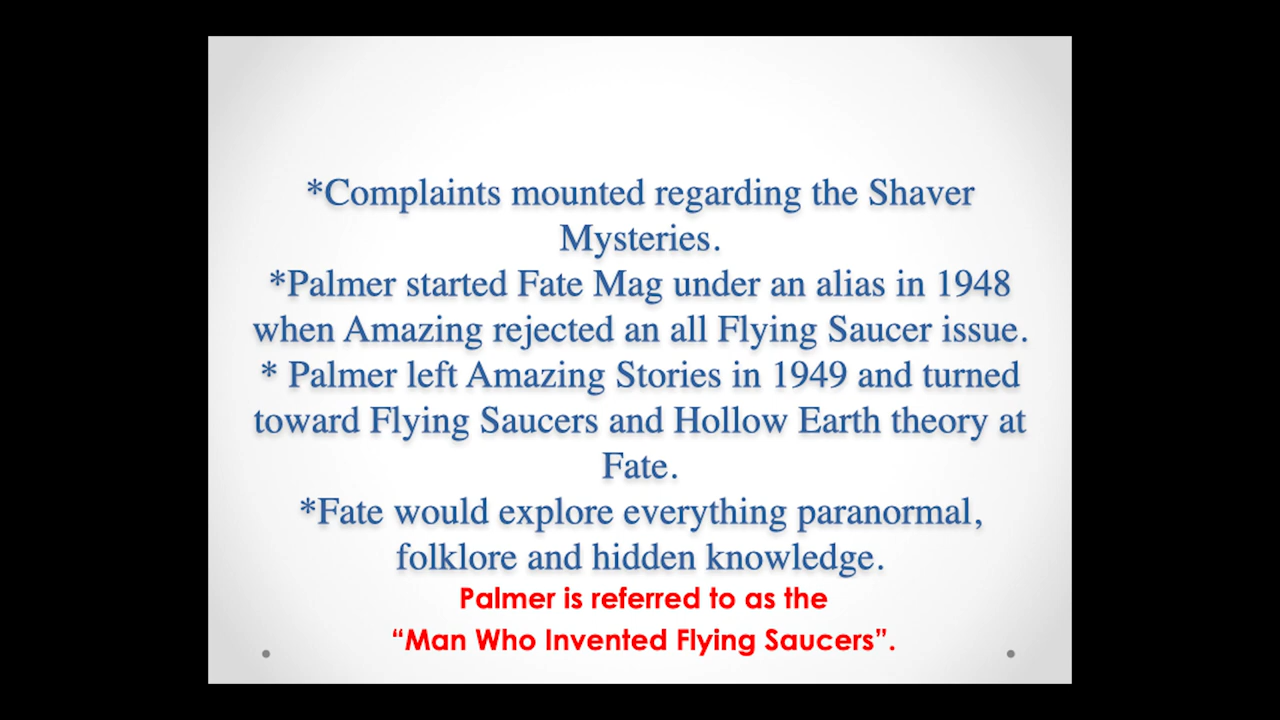 *Complaints mounted regarding the Shaver
Mysteries.
*Palmer started Fate Mag under an alias in 1948
when Amazing rejected an all Flying Saucer issue.
* Palmer left Amazing Stories in 1949 and turned
toward Flying Saucers and Hollow Earth theory at
Fate.
*Fate would explore everything paranormal,
folklore and hidden knowledge.
Palmer is referred to as the
“Man Who Invented Flying Saucers”.